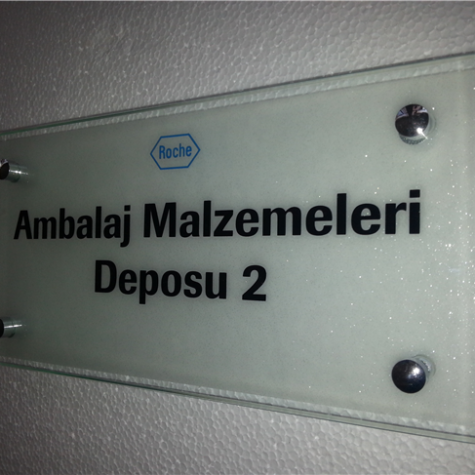 Roche
Ambalaj Malzemeleri
Deposu 2